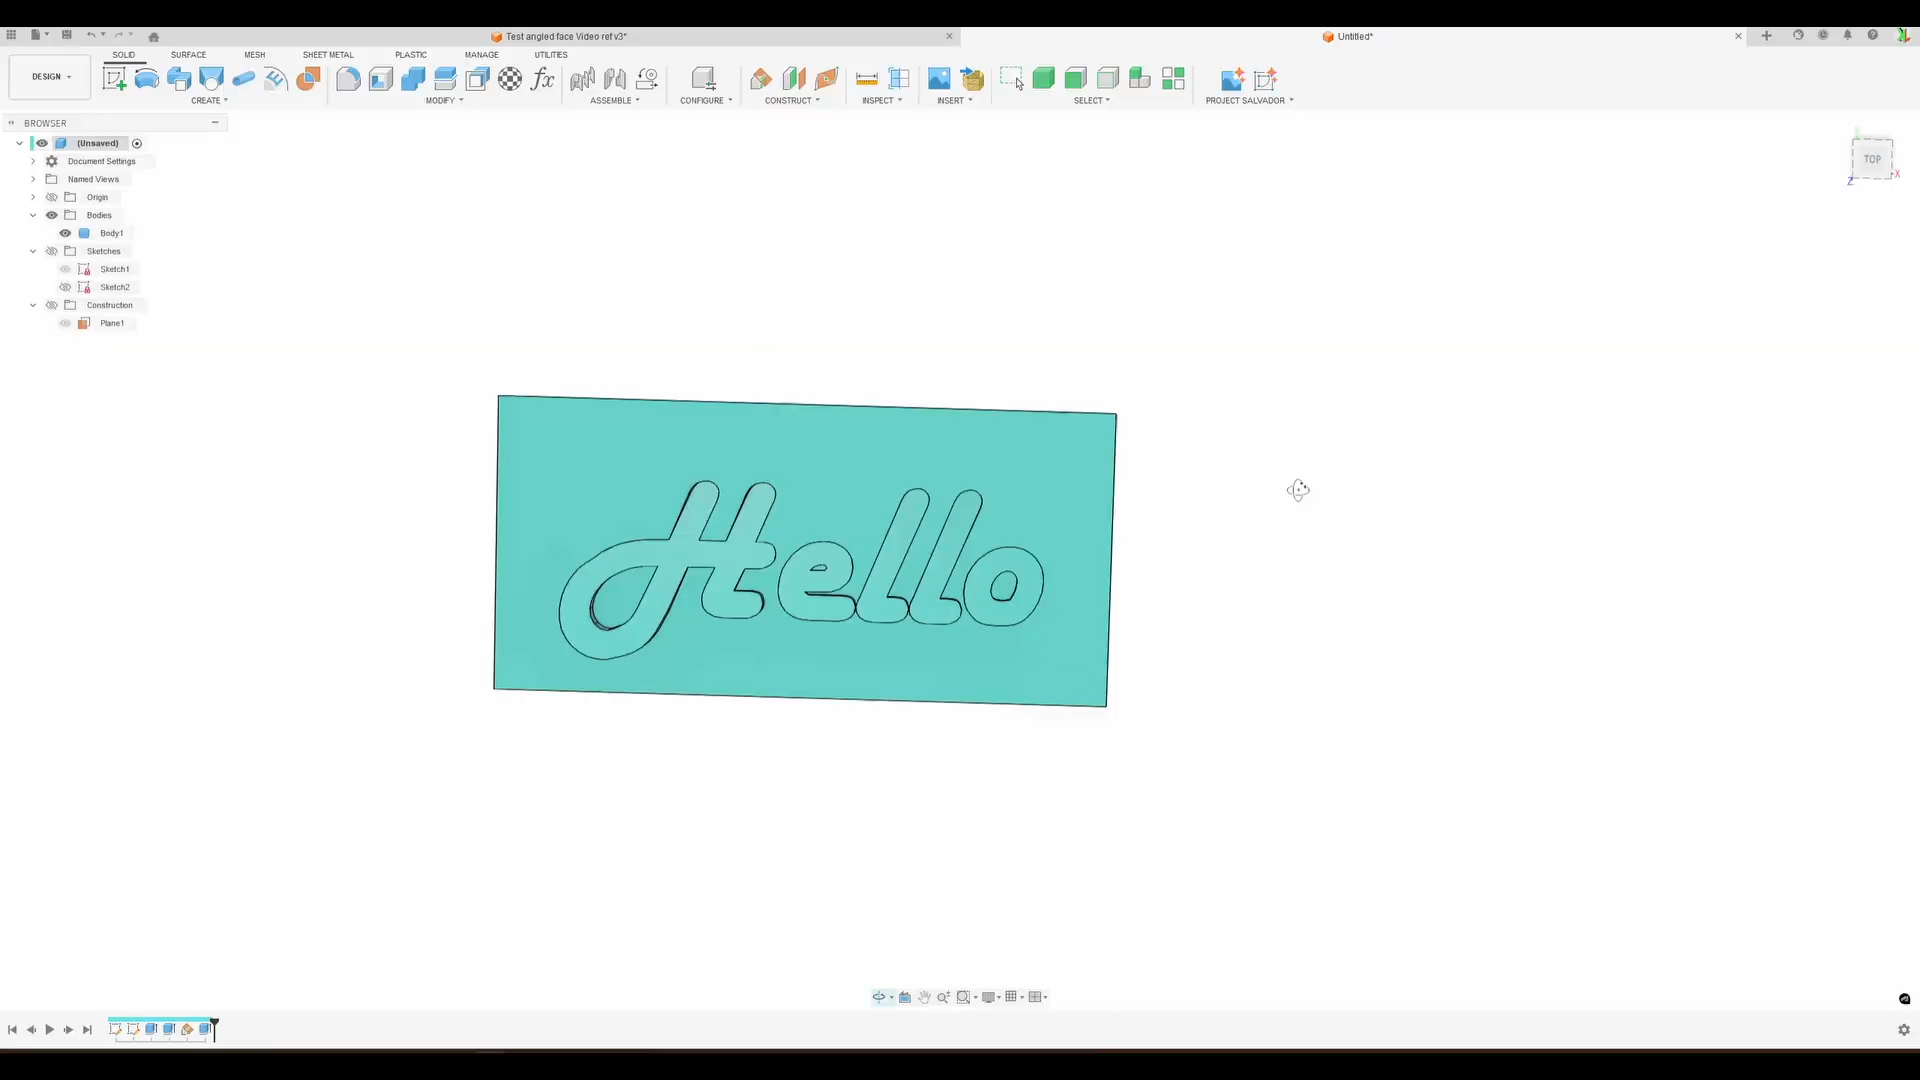 Test angled face Video ref v3*
Untitled*
SOLID SURFACE MESH SHEET METAL PLASTIC MANAGE UTILITIES
DESIGN
fx
CREATE MODIFY ASSEMBLE CONFIGURE CONSTRUCT INSPECT INSERT SELECT PROJECT SALVADOR
BROWSER
(Unsaved)
Document Settings
Named Views
Origin
Bodies
Body1
Sketches
Sketch1
Sketch2
Construction
Plane1
TOP
Z X
Hello